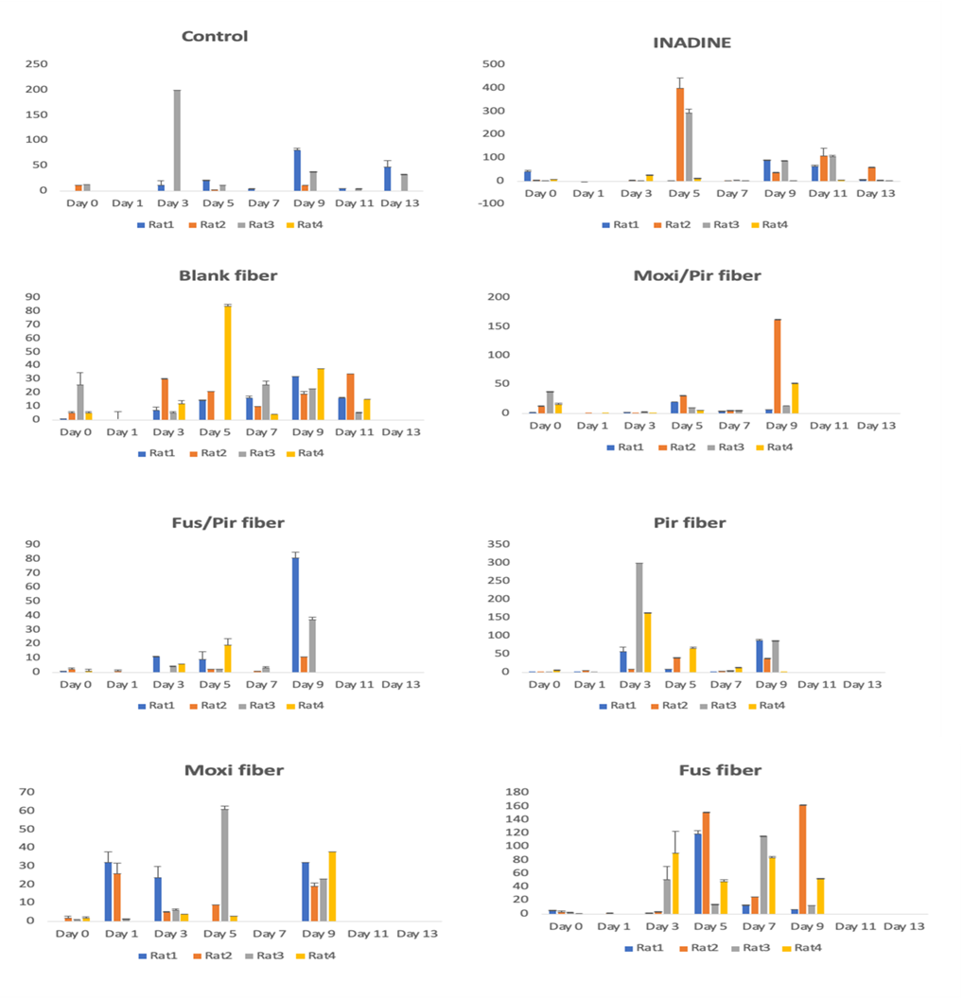 Control
250
200
150
100
50
0
Day 0 Day 1 Day 3 Day 5 Day 7 Day 9 Day 11 Day 13
Rat1 Rat2 Rat3 Rat4
INADINE
500
400
300
200
100
0
-100
Day 0 Day 1 Day 3 Day 5 Day 7 Day 9 Day 11 Day 13
Rat1 Rat2 Rat3 Rat4
Blank fiber
90
80
70
60
50
40
30
20
10
0
Day 0 Day 1 Day 3 Day 5 Day 7 Day 9 Day 11 Day 13
Rat1 Rat2 Rat3 Rat4
Moxi/Pir fiber
200
150
100
50
0
Day 0 Day 1 Day 3 Day 5 Day 7 Day 9 Day 11 Day 13
Rat1 Rat2 Rat3 Rat4
Fus/Pir fiber
90
80
70
60
50
40
30
20
10
0
Day 0 Day 1 Day 3 Day 5 Day 7 Day 9 Day 11 Day 13
Rat1 Rat2 Rat3 Rat4
Pir fiber
350
300
250
200
150
100
50
0
Day 0 Day 1 Day 3 Day 5 Day 7 Day 9 Day 11 Day 13
Rat1 Rat2 Rat3 Rat4
Moxi fiber
70
60
50
40
30
20
10
0
Day 0 Day 1 Day 3 Day 5 Day 7 Day 9 Day 11 Day 13
Rat1 Rat2 Rat3 Rat4
Fus fiber
180
160
140
120
100
80
60
40
20
0
Day 0 Day 1 Day 3 Day 5 Day 7 Day 9 Day 11 Day 13
Rat1 Rat2 Rat3 Rat4